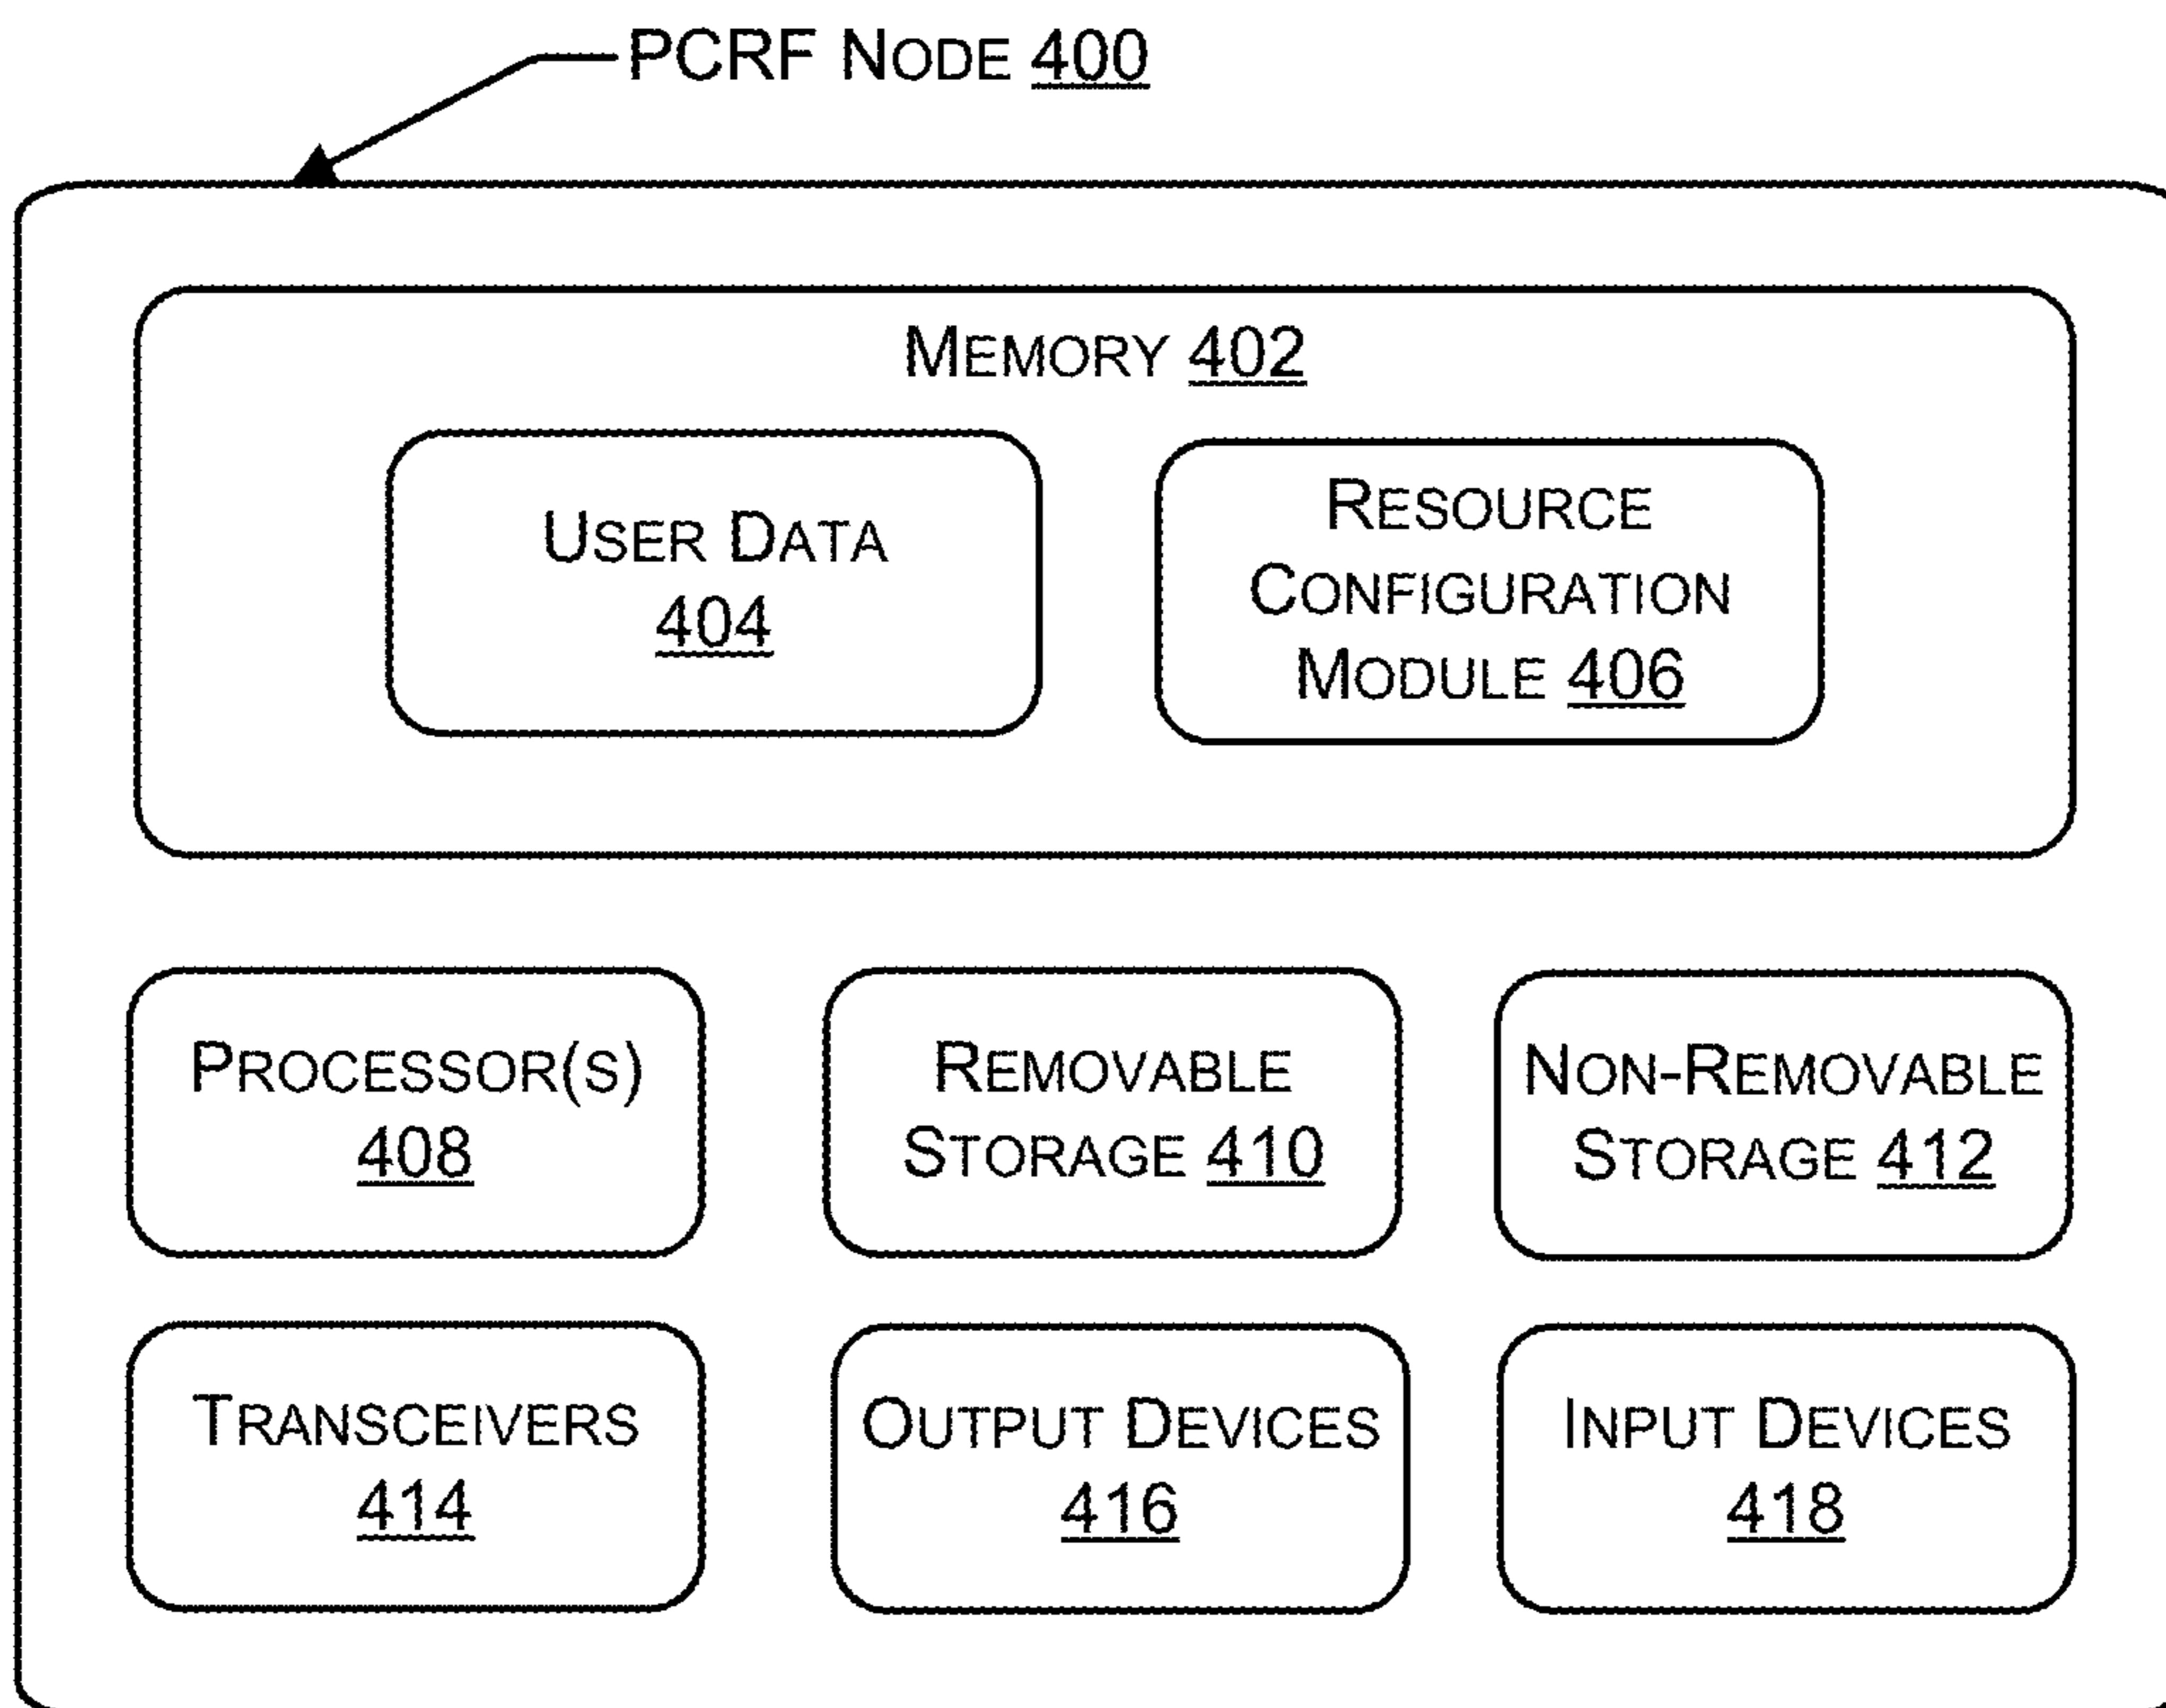 PCRF NODE 400
MEMORY 402
USER DATA
404
RESOURCE
CONFIGURATION
MODULE 406
PROCESSOR(S)
408
REMOVABLE
STORAGE 410
NON-REMOVABLE
STORAGE 412
TRANSCEIVERS
414
OUTPUT DEVICES
416
INPUT DEVICES
418